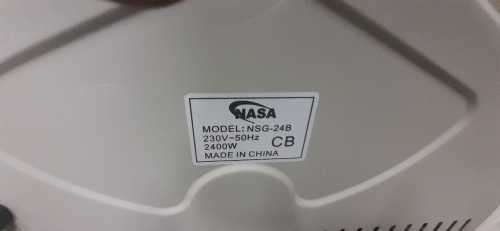 NASA
MODEL: NSG-24B
230V~50Hz
2400W CB
MADE IN CHINA